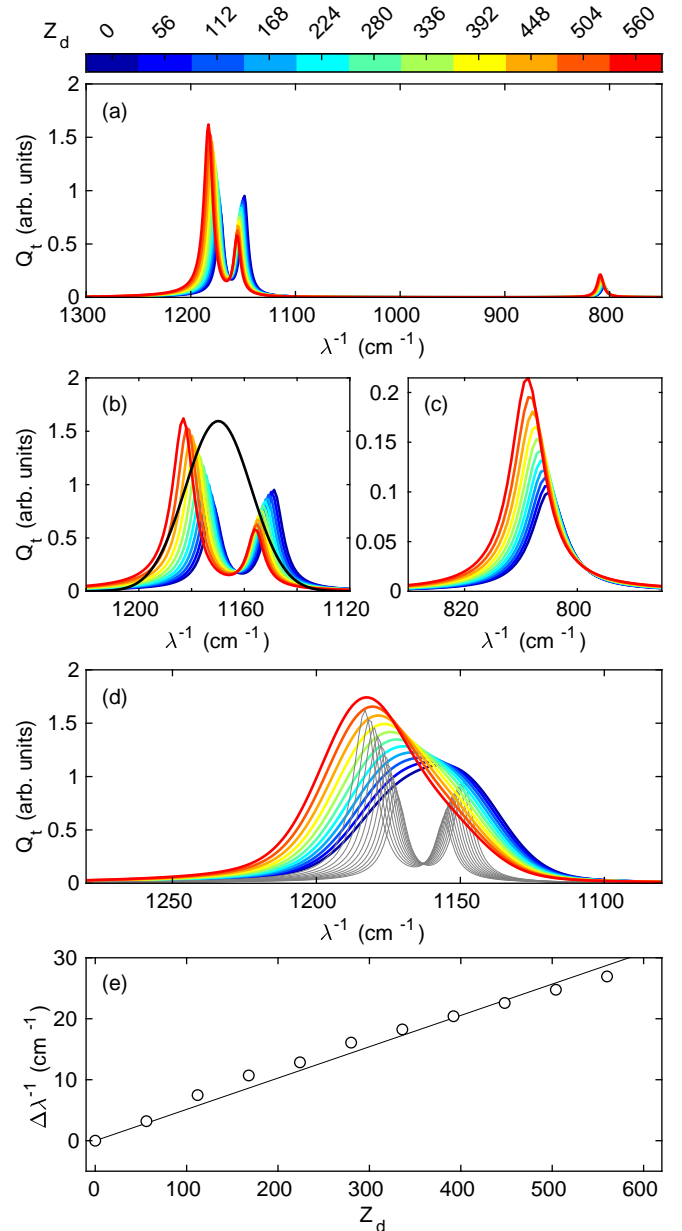 Z_d 0 56 112 168 224 280 336 392 448 504 560
(a)
Q_t (arb. units)
2
1.5
1
0.5
0
1300 1200 1100 1000 900 800
λ^-1 (cm^-1)
(b)
Q_t (arb. units)
2
1.5
1
0.5
0
1200 1160 1120
λ^-1 (cm^-1)
(c)
0.2
0.15
0.1
0.05
0
820 800
λ^-1 (cm^-1)
(d)
Q_t (arb. units)
2
1.5
1
0.5
0
1250 1200 1150 1100
λ^-1 (cm^-1)
(e)
Δλ^-1 (cm^-1)
30
20
10
0
0 100 200 300 400 500 600
Z_d